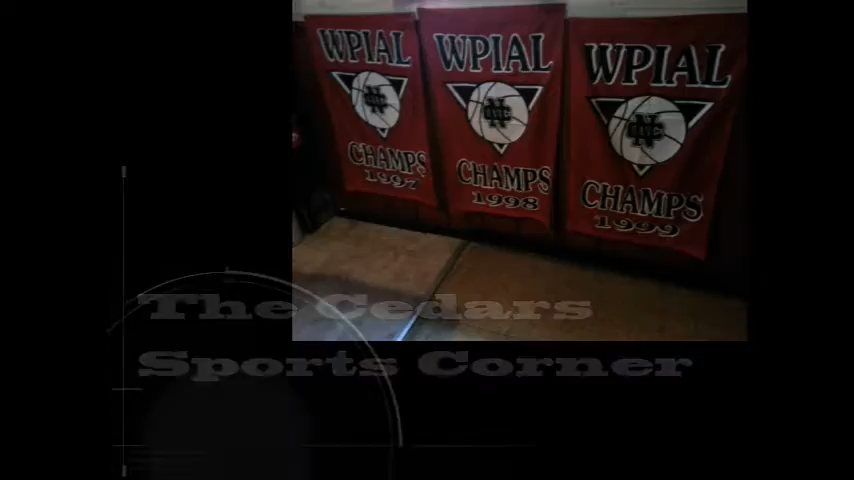 WPIAL
CHAMPS
1997
WPIAL
CHAMPS
1998
WPIAL
CHAMPS
1999
The Cedars
Sports Corner